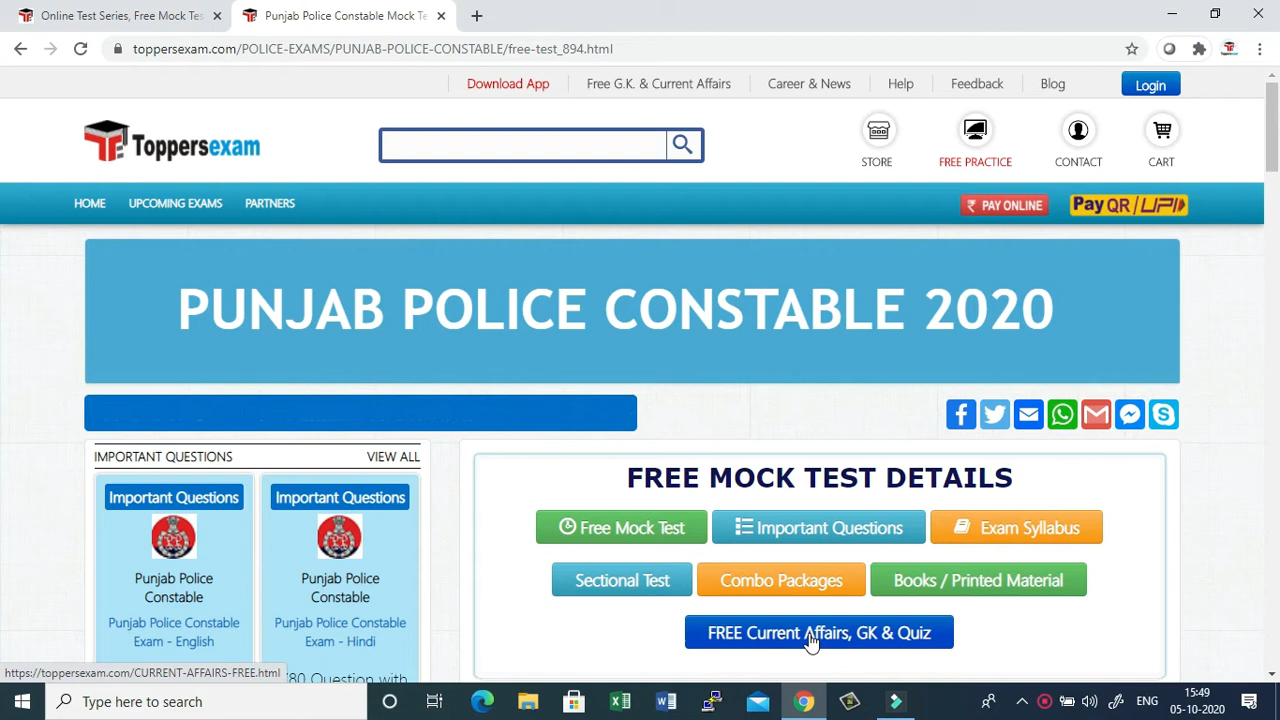 Online Test Series, Free Mock Tes
Punjab Police Constable Mock Te
toppersexam.com/POLICE-EXAMS/PUNJAB-POLICE-CONSTABLE/free-test_894.html
Download App
Free G.K. & Current Affairs
Career & News
Help
Feedback
Blog
Login
Toppersexam
STORE
FREE PRACTICE
CONTACT
CART
HOME
UPCOMING EXAMS
PARTNERS
₹ PAY ONLINE
Pay QR/UPI
PUNJAB POLICE CONSTABLE 2020
IMPORTANT QUESTIONS
VIEW ALL
Important Questions
Punjab Police
Constable
Punjab Police Constable
Exam - English
Important Questions
Punjab Police
Constable
Punjab Police Constable
Exam - Hindi
780 Question with
FREE MOCK TEST DETAILS
Free Mock Test
Important Questions
Exam Syllabus
Sectional Test
Combo Packages
Books / Printed Material
FREE Current Affairs, GK & Quiz
https://toppersexam.com/CURRENT-AFFAIRS-FREE.html
Type here to search
ENG
15:49
05-10-2020